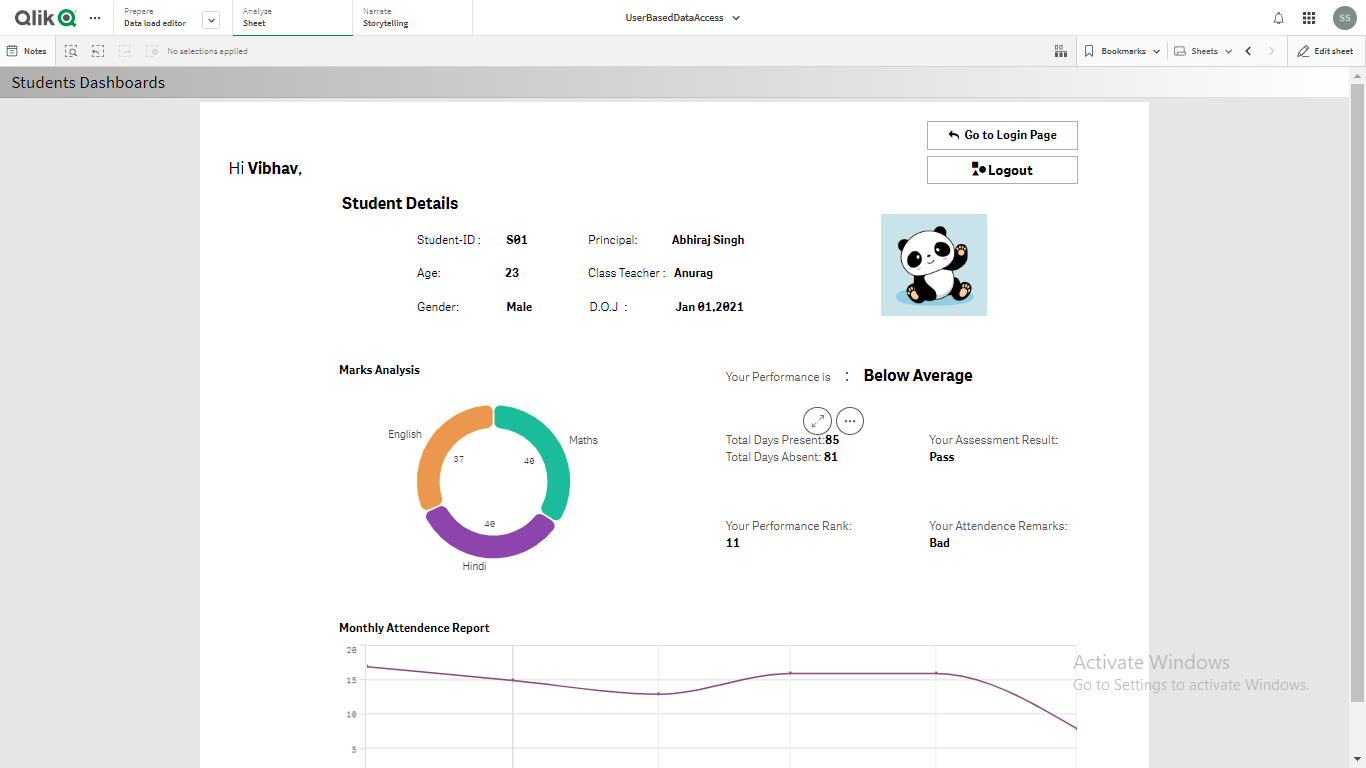 Qlik
Prepare
Data load editor
Analyze
Sheet
Narrate
Storytelling
UserBasedDataAccess
SS
Notes
No selections applied
Bookmarks
Sheets
Edit sheet
Students Dashboards
Go to Login Page
Logout
Hi Vibhav,
Student Details
Student-ID : S01 Principal: Abhiraj Singh
Age: 23 Class Teacher : Anurag
Gender: Male D.O.J : Jan 01,2021
Marks Analysis
Your Performance is : Below Average
English
Maths
37
40
40
Hindi
Total Days Present:85
Total Days Absent: 81
Your Assessment Result:
Pass
Your Performance Rank:
11
Your Attendence Remarks:
Bad
Monthly Attendence Report
20
15
10
5
Activate Windows
Go to Settings to activate Windows.